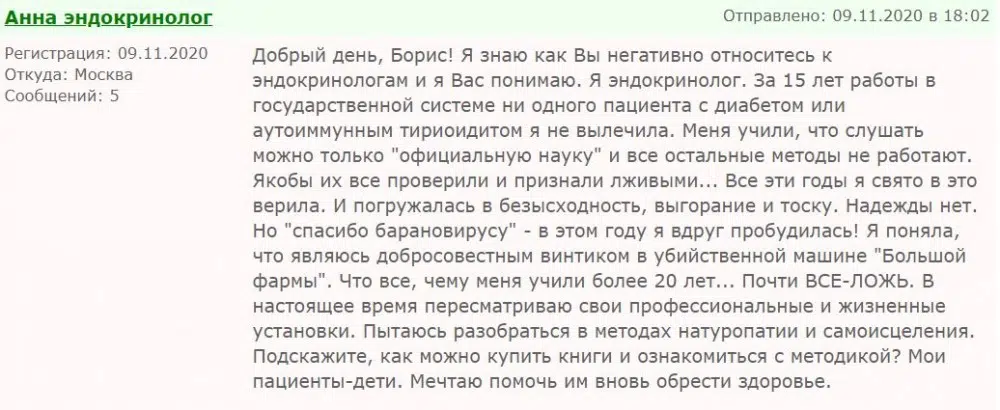 Анна эндокринолог
Отправлено: 09.11.2020 в 18:02
Регистрация: 09.11.2020
Откуда: Москва
Сообщений: 5
Добрый день, Борис! Я знаю как Вы негативно относитесь к
эндокринологам и я Вас понимаю. Я эндокринолог. За 15 лет работы в
государственной системе ни одного пациента с диабетом или
аутоиммунным тириоидитом я не вылечила. Меня учили, что слушать
можно только "официальную науку" и все остальные методы не работают.
Якобы их все проверили и признали лживыми... Все эти годы я свято в это
верила. И погружалась в безысходность, выгорание и тоску. Надежды нет.
Но "спасибо барановирусу" - в этом году я вдруг пробудилась! Я поняла,
что являюсь добросовестным винтиком в убийственной машине "Большой
фармы". Что все, чему меня учили более 20 лет... Почти ВСЕ-ЛОЖЬ. В
настоящее время пересматриваю свои профессиональные и жизненные
установки. Пытаюсь разобраться в методах натуропатии и самоисцеления.
Подскажите, как можно купить книги и ознакомиться с методикой? Мои
пациенты-дети. Мечтаю помочь им вновь обрести здоровье.